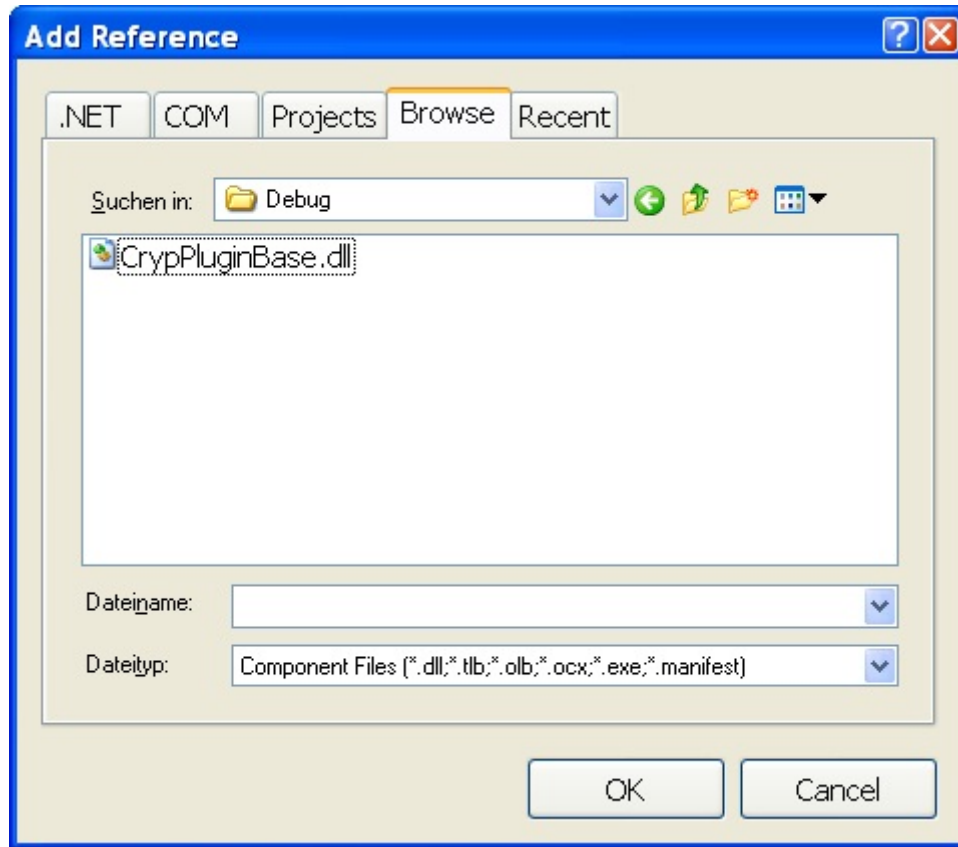 Add Reference
.NET COM Projects Browse Recent
Suchen in: Debug
CrypPluginBase.dll
Dateiname:
Dateityp: Component Files (*.dll;*.tlb;*.olb;*.ocx;*.exe;*.manifest)
OK Cancel